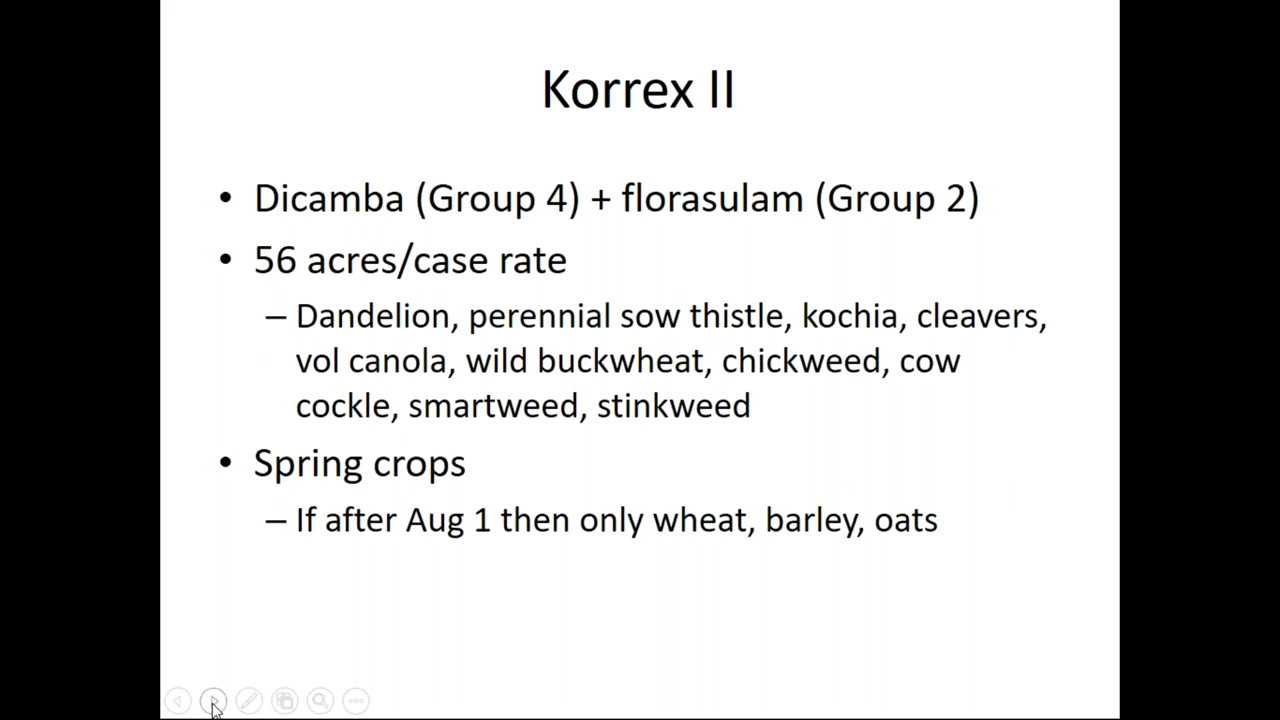 Korrex II
• Dicamba (Group 4) + florasulam (Group 2)
• 56 acres/case rate
– Dandelion, perennial sow thistle, kochia, cleavers,
vol canola, wild buckwheat, chickweed, cow
cockle, smartweed, stinkweed
• Spring crops
– If after Aug 1 then only wheat, barley, oats